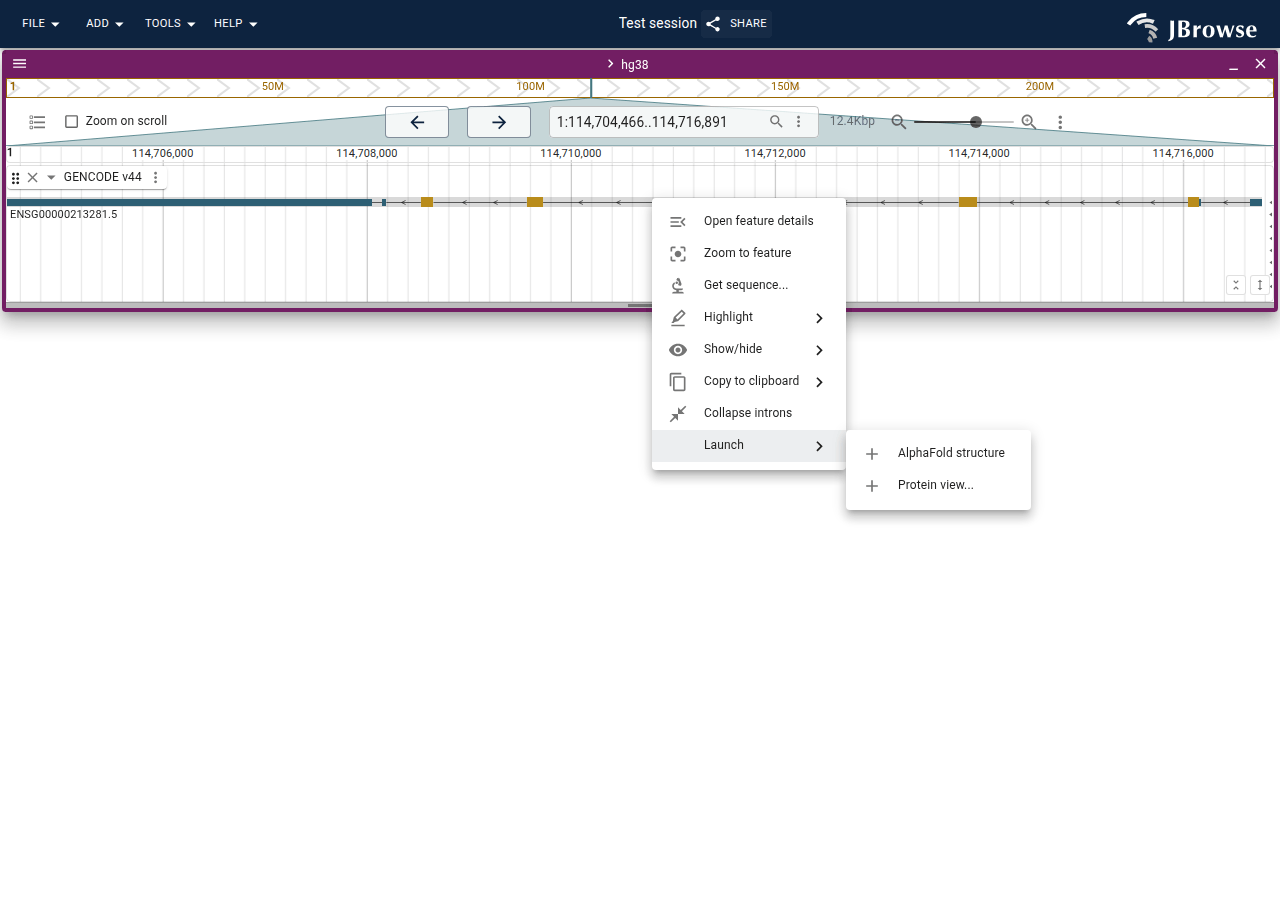 FILE ADD TOOLS HELP Test session SHARE JBrowse
hg38
1 50M 100M 150M 200M
Zoom on scroll 1:114,704,466..114,716,891 12.4Kbp
1 114,706,000 114,708,000 114,710,000 114,712,000 114,714,000 114,716,000
GENCODE v44
ENSG00000213281.5
Open feature details
Zoom to feature
Get sequence...
Highlight
Show/hide
Copy to clipboard
Collapse introns
Launch
AlphaFold structure
Protein view...